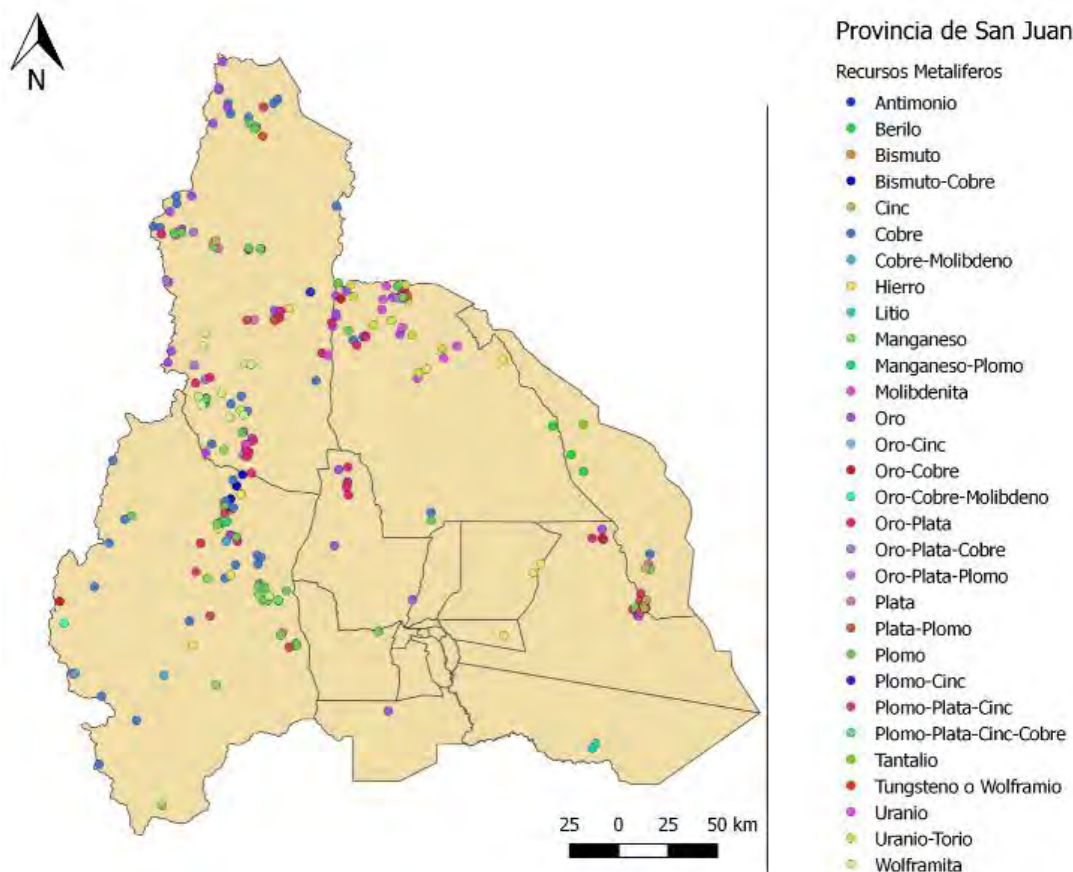 Provincia de San Juan
N
Recursos Metaliferos
Antimonio
Berilo
Bismuto
Bismuto-Cobre
Cinc
Cobre
Cobre-Molibdeno
Hierro
Litio
Manganeso
Manganeso-Plomo
Molibdenita
Oro
Oro-Cinc
Oro-Cobre
Oro-Cobre-Molibdeno
Oro-Plata
Oro-Plata-Cobre
Oro-Plata-Plomo
Plata
Plata-Plomo
Plomo
Plomo-Cinc
Plomo-Plata-Cinc
Plomo-Plata-Cinc-Cobre
Tantalio
Tungsteno o Wolframio
Uranio
Uranio-Torio
Wolframita
25 0 25 50 km